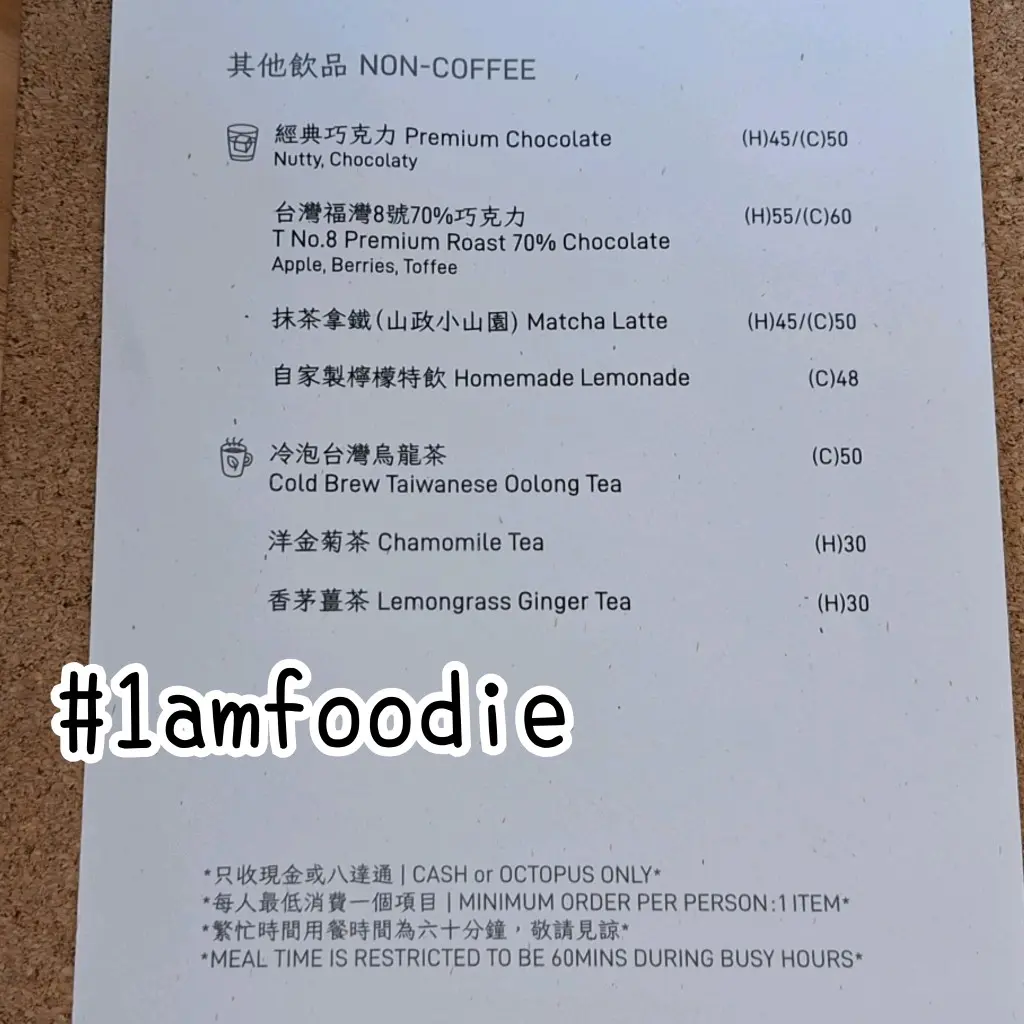 其他飲品 NON-COFFEE
經典巧克力 Premium Chocolate (H)45/(C)50
Nutty, Chocolaty
台灣福灣8號70%巧克力 (H)55/(C)60
T No.8 Premium Roast 70% Chocolate
Apple, Berries, Toffee
抹茶拿鐵(山政小山園) Matcha Latte (H)45/(C)50
自家製檸檬特飲 Homemade Lemonade (C)48
冷泡台灣烏龍茶 (C)50
Cold Brew Taiwanese Oolong Tea
洋金菊茶 Chamomile Tea (H)30
香茅薑茶 Lemongrass Ginger Tea (H)30
#1amfoodie
*只收現金或八達通 | CASH or OCTOPUS ONLY*
*每人最低消費一個項目 | MINIMUM ORDER PER PERSON:1 ITEM*
*繁忙時間用餐時間為六十分鐘，敬請見諒*
*MEAL TIME IS RESTRICTED TO BE 60MINS DURING BUSY HOURS*